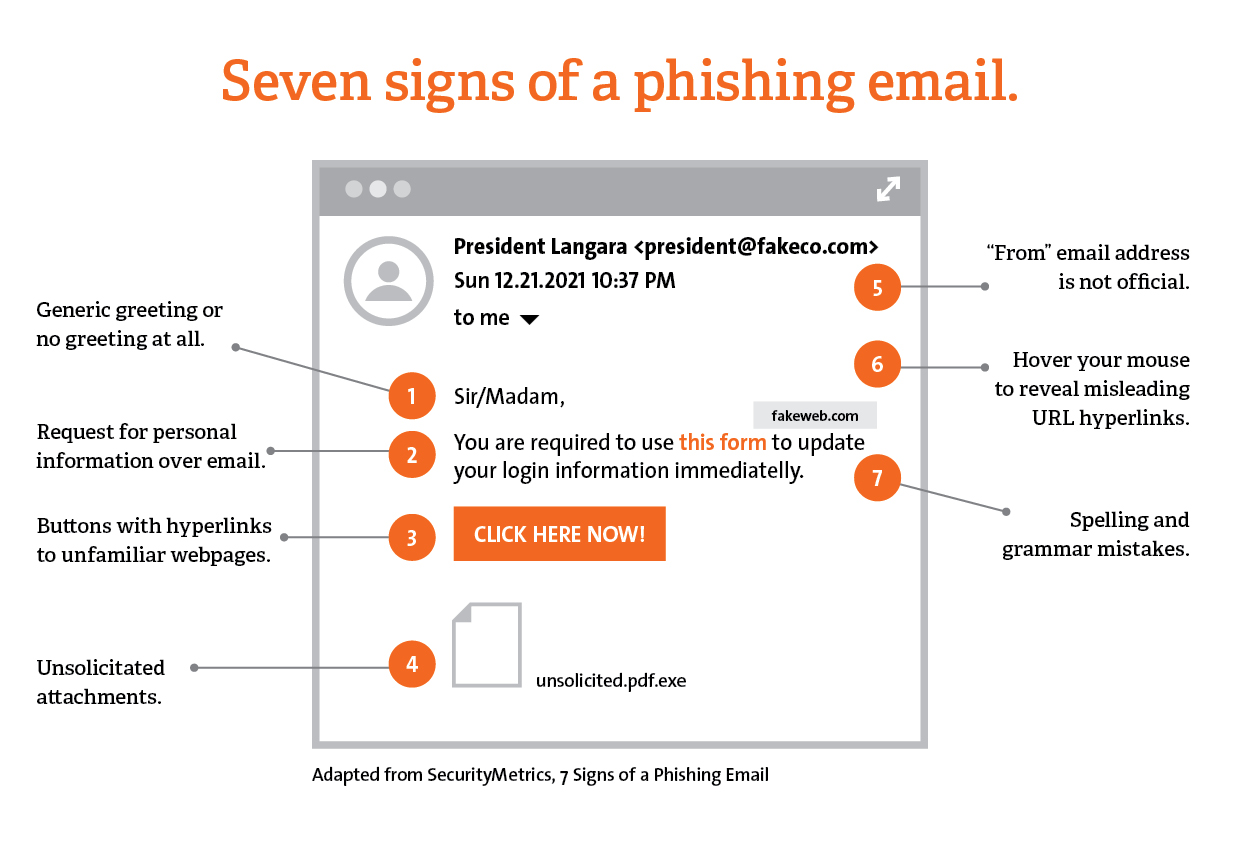 Seven signs of a phishing email.
President Langara <president@fakeco.com>
Sun 12.21.2021 10:37 PM
to me
“From” email address
is not official.
5
Generic greeting or
no greeting at all.
1
Sir/Madam,
6
Hover your mouse
to reveal misleading
URL hyperlinks.
fakeweb.com
Request for personal
information over email.
2
You are required to use this form to update
your login information immediatelly.
7
Spelling and
grammar mistakes.
Buttons with hyperlinks
to unfamiliar webpages.
3
CLICK HERE NOW!
Unsolicitated
attachments.
4
unsolicited.pdf.exe
Adapted from SecurityMetrics, 7 Signs of a Phishing Email